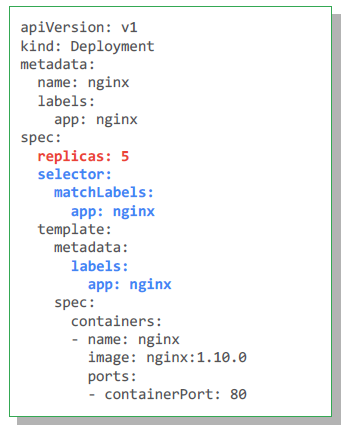 apiVersion: v1
kind: Deployment
metadata:
  name: nginx
  labels:
    app: nginx
spec:
  replicas: 5
  selector:
    matchLabels:
      app: nginx
  template:
    metadata:
      labels:
        app: nginx
    spec:
      containers:
      - name: nginx
        image: nginx:1.10.0
        ports:
        - containerPort: 80